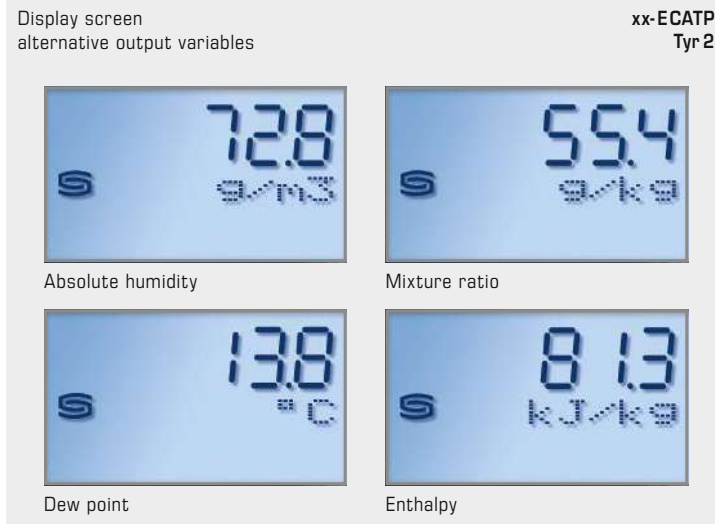 Display screen
alternative output variables
xx-ECATP
Tyr 2
72.8
g/m3
Absolute humidity
55.4
g/kg
Mixture ratio
13.8
°C
Dew point
81.3
kJ/kg
Enthalpy